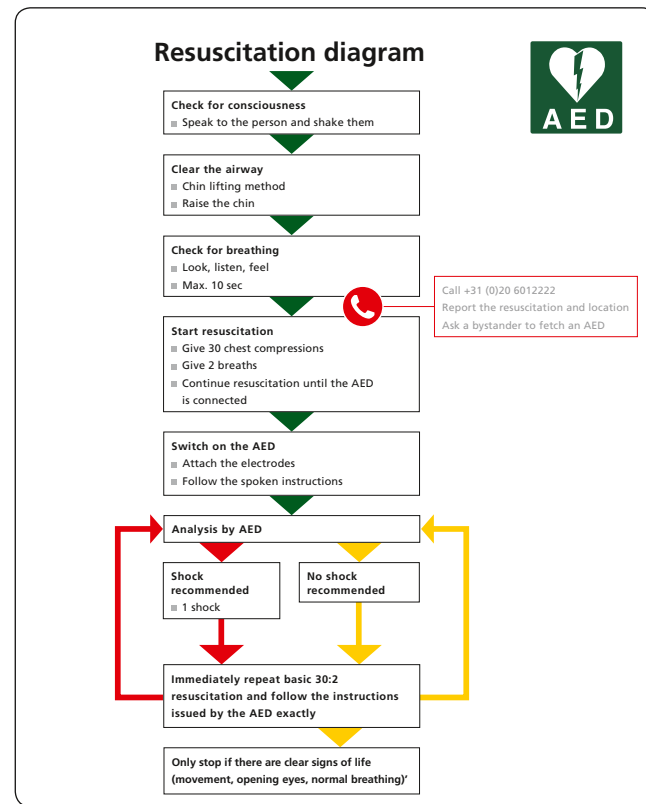 Resuscitation diagram
AED
Check for consciousness
Speak to the person and shake them
Clear the airway
Chin lifting method
Raise the chin
Check for breathing
Look, listen, feel
Max. 10 sec
Call +31 (0)20 6012222
Report the resuscitation and location
Ask a bystander to fetch an AED
Start resuscitation
Give 30 chest compressions
Give 2 breaths
Continue resuscitation until the AED
is connected
Switch on the AED
Attach the electrodes
Follow the spoken instructions
Analysis by AED
Shock
recommended
1 shock
No shock
recommended
Immediately repeat basic 30:2
resuscitation and follow the instructions
issued by the AED exactly
Only stop if there are clear signs of life
(movement, opening eyes, normal breathing)’